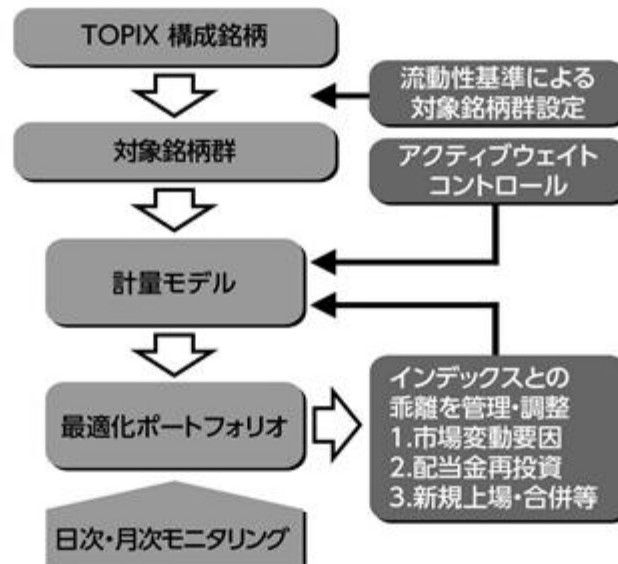 TOPIX 構成銘柄
流動性基準による
対象銘柄群設定
対象銘柄群
アクティブウェイト
コントロール
計量モデル
最適化ポートフォリオ
インデックスとの
乖離を管理・調整
1.市場変動要因
2.配当金再投資
3.新規上場・合併等
日次・月次モニタリング